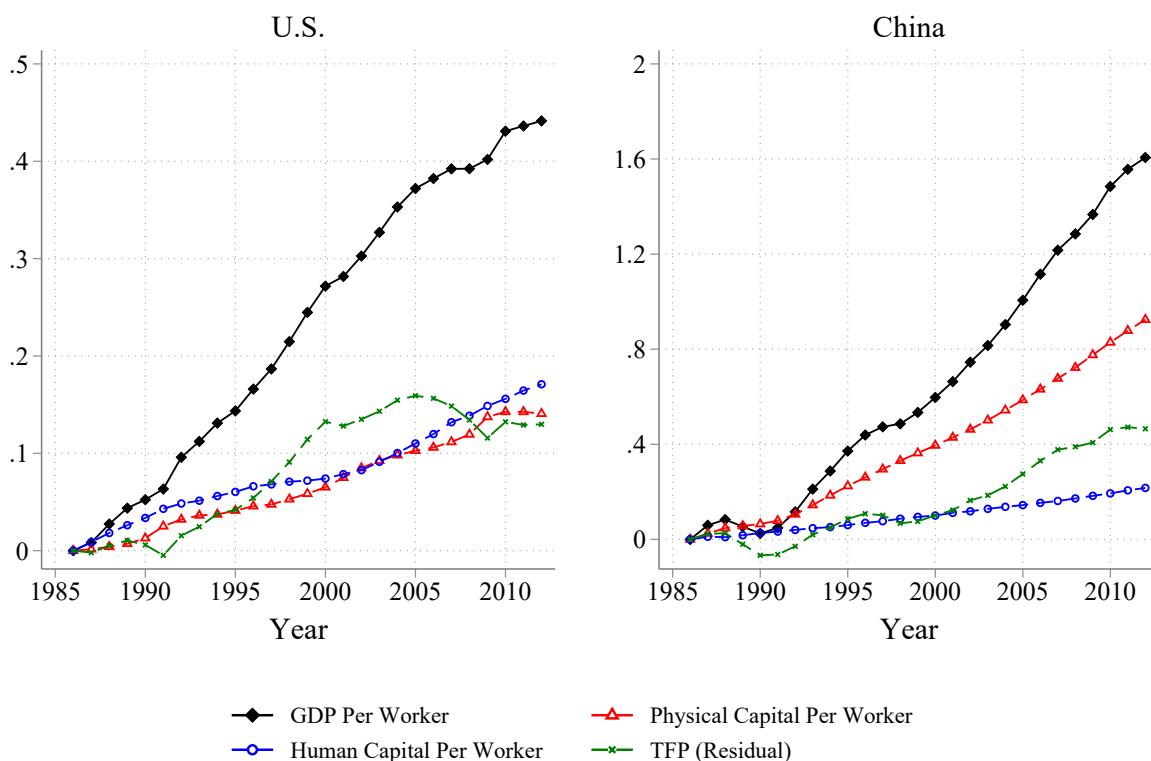 U.S.
.5
.4
.3
.2
.1
0
1985 1990 1995 2000 2005 2010
Year
China
2
1.6
1.2
.8
.4
0
1985 1990 1995 2000 2005 2010
Year
GDP Per Worker
Physical Capital Per Worker
Human Capital Per Worker
TFP (Residual)